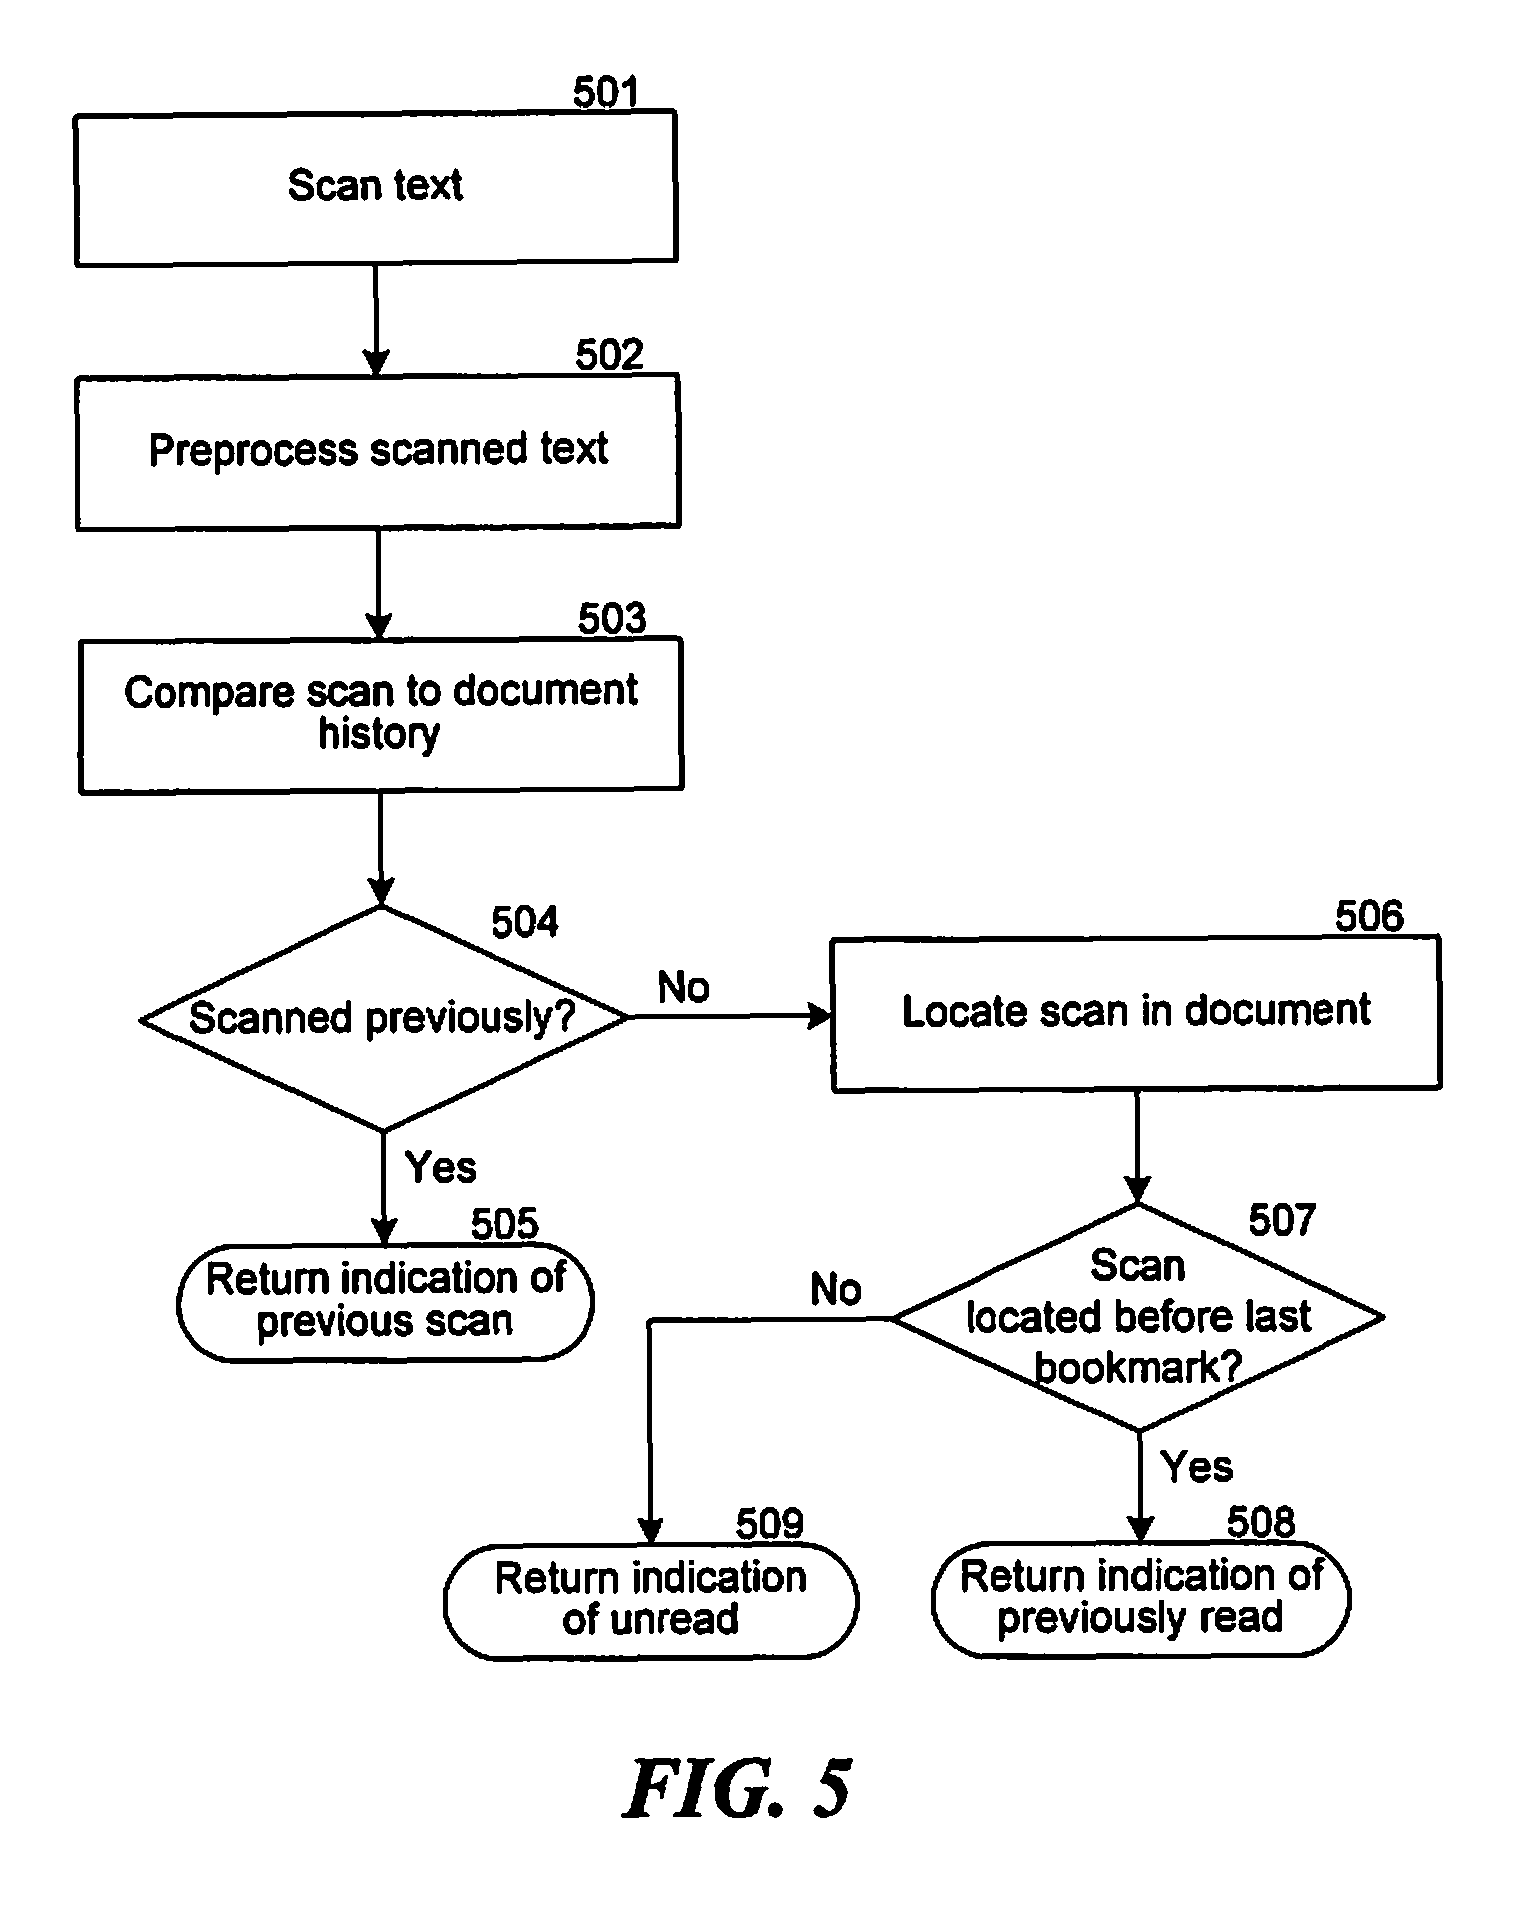 501
Scan text
502
Preprocess scanned text
503
Compare scan to document
history
504
Scanned previously?
No
506
Locate scan in document
Yes
505
Return indication of
previous scan
507
Scan
located before last
bookmark?
No
Yes
509
Return indication
of unread
508
Return indication of
previously read
FIG. 5